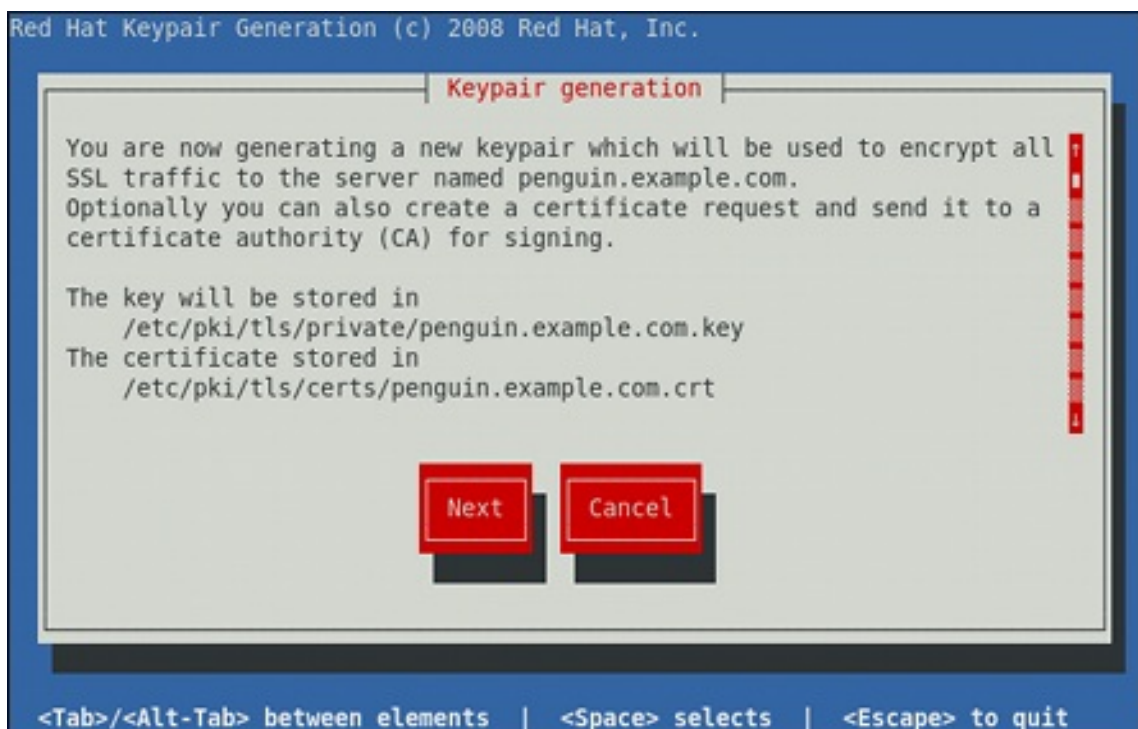 Red Hat Keypair Generation (c) 2008 Red Hat, Inc.
Keypair generation
You are now generating a new keypair which will be used to encrypt all
SSL traffic to the server named penguin.example.com.
Optionally you can also create a certificate request and send it to a
certificate authority (CA) for signing.
The key will be stored in
/etc/pki/tls/private/penguin.example.com.key
The certificate stored in
/etc/pki/tls/certs/penguin.example.com.crt
Next Cancel
<Tab>/<Alt-Tab> between elements | <Space> selects | <Escape> to quit